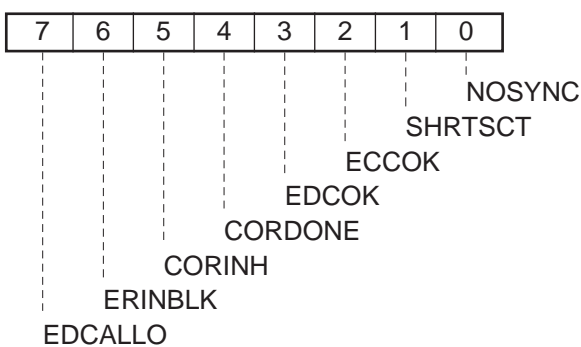 7 6 5 4 3 2 1 0
NOSYNC
SHRTSCT
ECCOK
EDCOK
CORDONE
CORINH
ERINBLK
EDCALLO